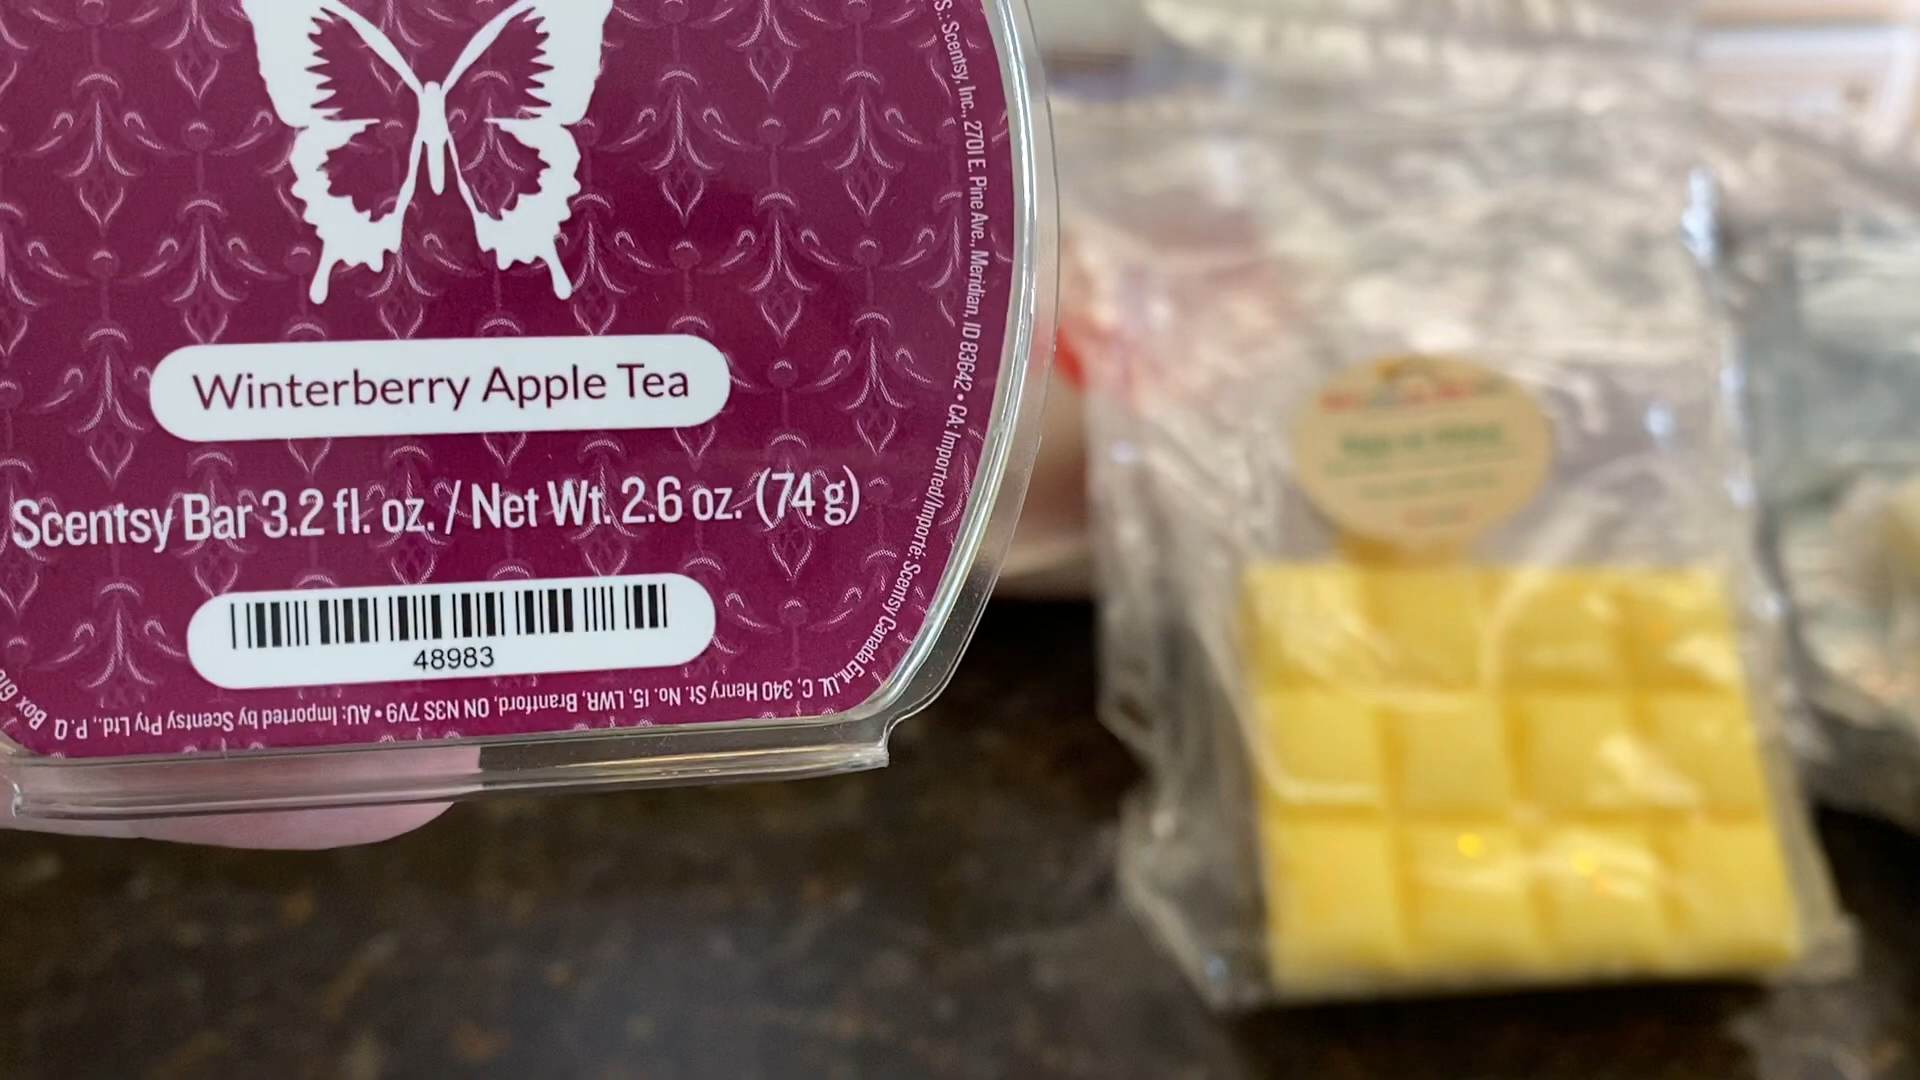 Winterberry Apple Tea
Scentsy Bar 3.2 fl. oz. / Net Wt. 2.6 oz. (74 g)
48983
S.: Scentsy, Inc., 2701 E. Pine Ave., Meridian, ID 83642 • CA: Imported/Importé: Scentsy Canada Ent., ULC, 340 Henry St. No. 15, LWR, Brantford, ON N3S 7V9 • AU: Imported by Scentsy Pty Ltd., P.O. Box